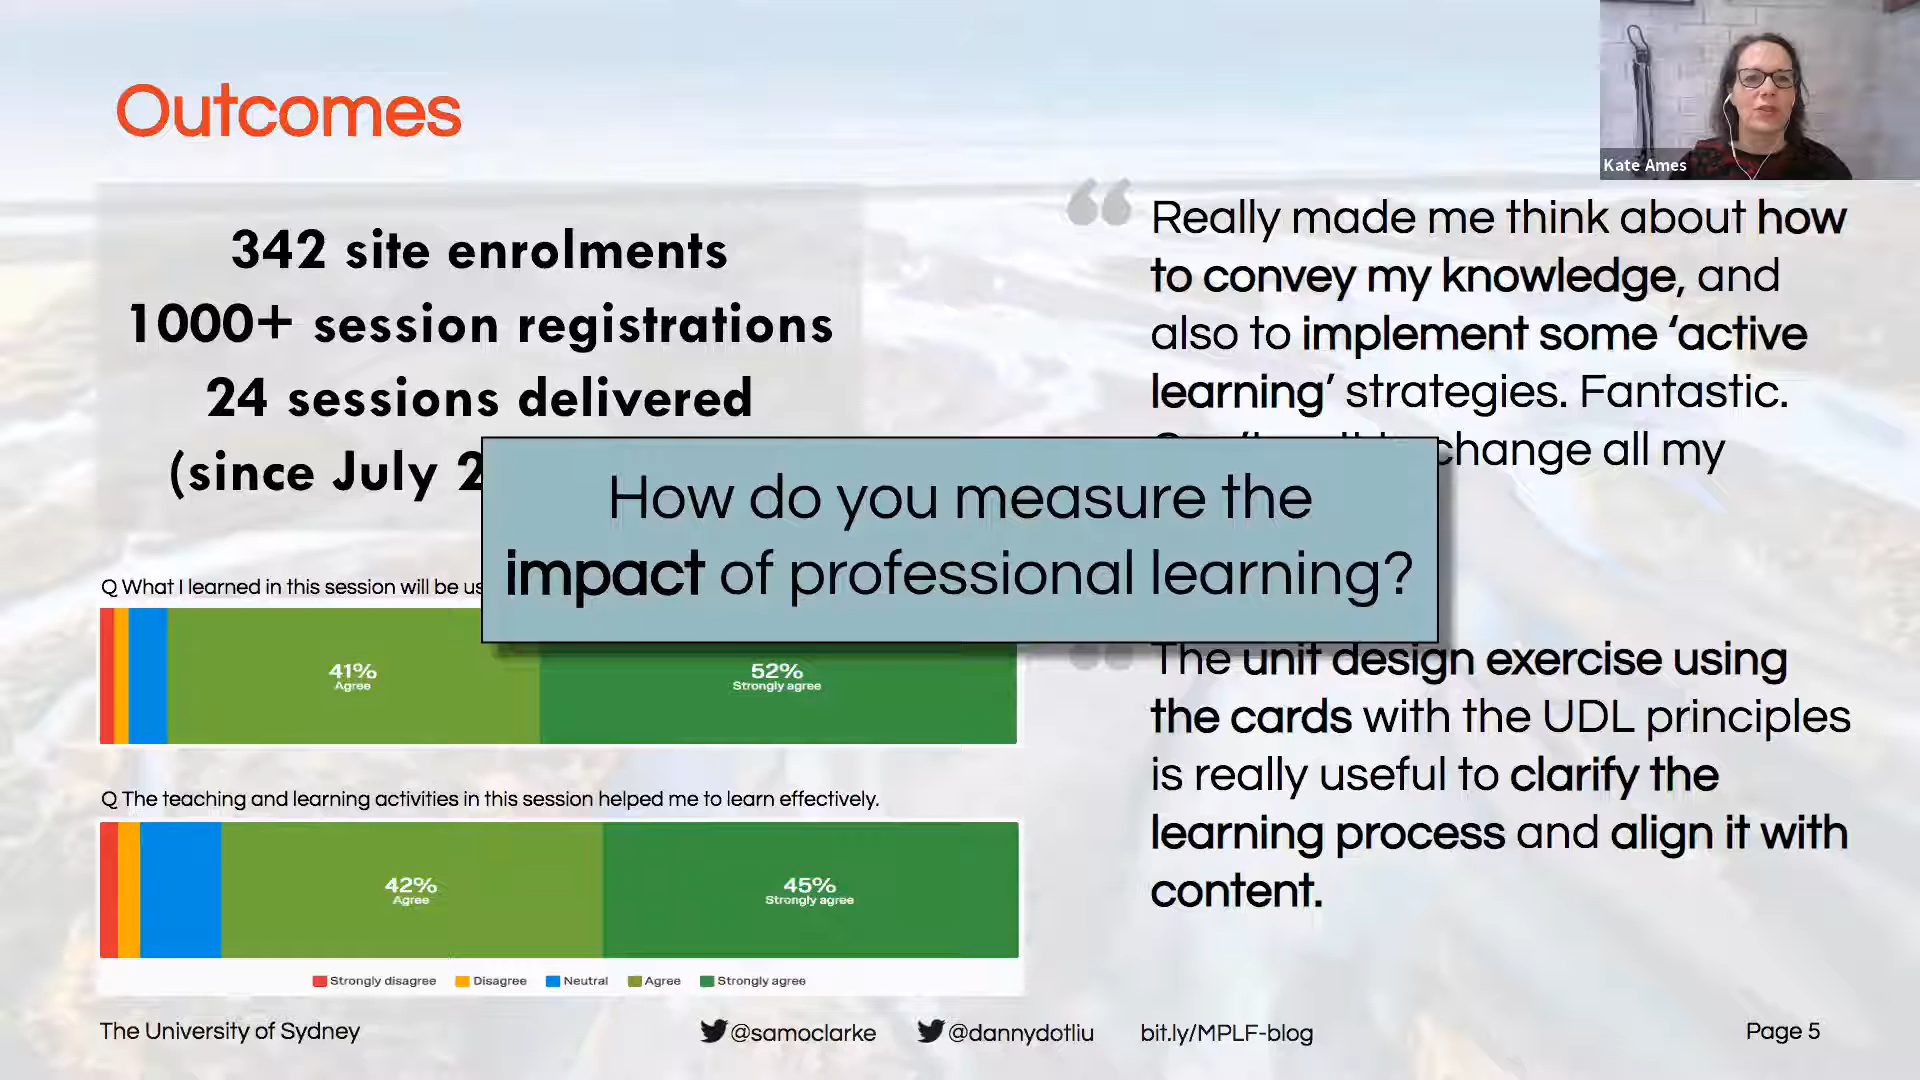 Outcomes
Kate Ames
342 site enrolments
1000+ session registrations
24 sessions delivered
(since July 2
“
Really made me think about how
to convey my knowledge, and
also to implement some ‘active
learning’ strategies. Fantastic.
change all my
How do you measure the
impact of professional learning?
Q What I learned in this session will be us
41%
Agree
52%
Strongly agree
The unit design exercise using
the cards with the UDL principles
is really useful to clarify the
learning process and align it with
content.
Q The teaching and learning activities in this session helped me to learn effectively.
42%
Agree
45%
Strongly agree
Strongly disagree Disagree Neutral Agree Strongly agree
The University of Sydney
@samoclarke @dannydotliu bit.ly/MPLF-blog
Page 5